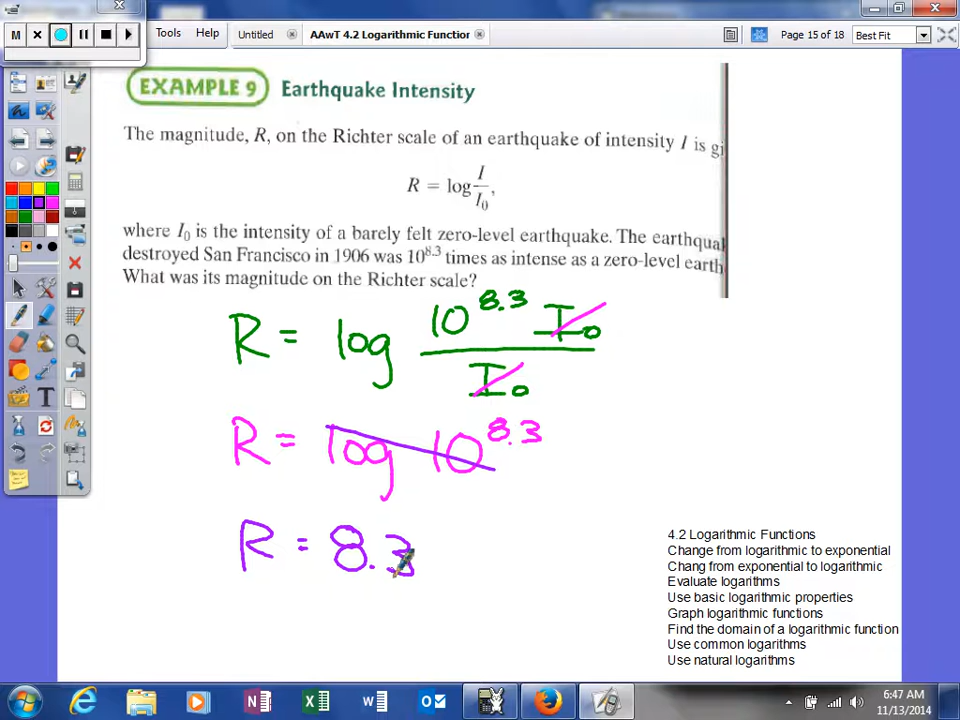 M
Tools Help Untitled AAwT 4.2 Logarithmic Function Page 15 of 18 Best Fit
EXAMPLE 9 Earthquake Intensity
The magnitude, R, on the Richter scale of an earthquake of intensity I is gi
R = log I/I₀,
where I₀ is the intensity of a barely felt zero-level earthquake. The earthqua
destroyed San Francisco in 1906 was 10^8.3 times as intense as a zero-level earth
What was its magnitude on the Richter scale?
R = log 10^8.3 I₀ / I₀
R = log 10^8.3
R = 8.3
4.2 Logarithmic Functions
Change from logarithmic to exponential
Chang from exponential to logarithmic
Evaluate logarithms
Use basic logarithmic properties
Graph logarithmic functions
Find the domain of a logarithmic function
Use common logarithms
Use natural logarithms
6:47 AM
11/13/2014